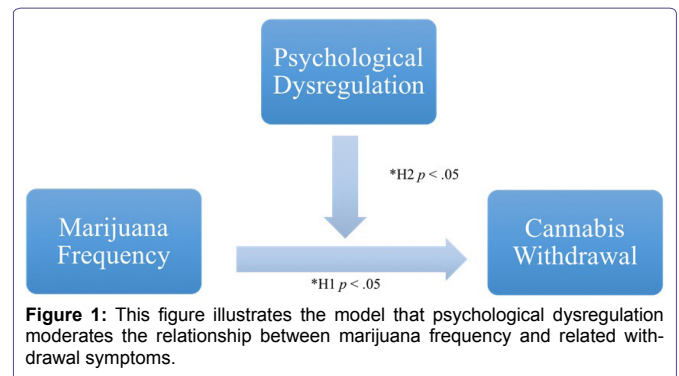 Psychological
Dysregulation
*H2 p < .05
Marijuana
Frequency
Cannabis
Withdrawal
*H1 p < .05
Figure 1: This figure illustrates the model that psychological dysregulation
moderates the relationship between marijuana frequency and related with-
drawal symptoms.